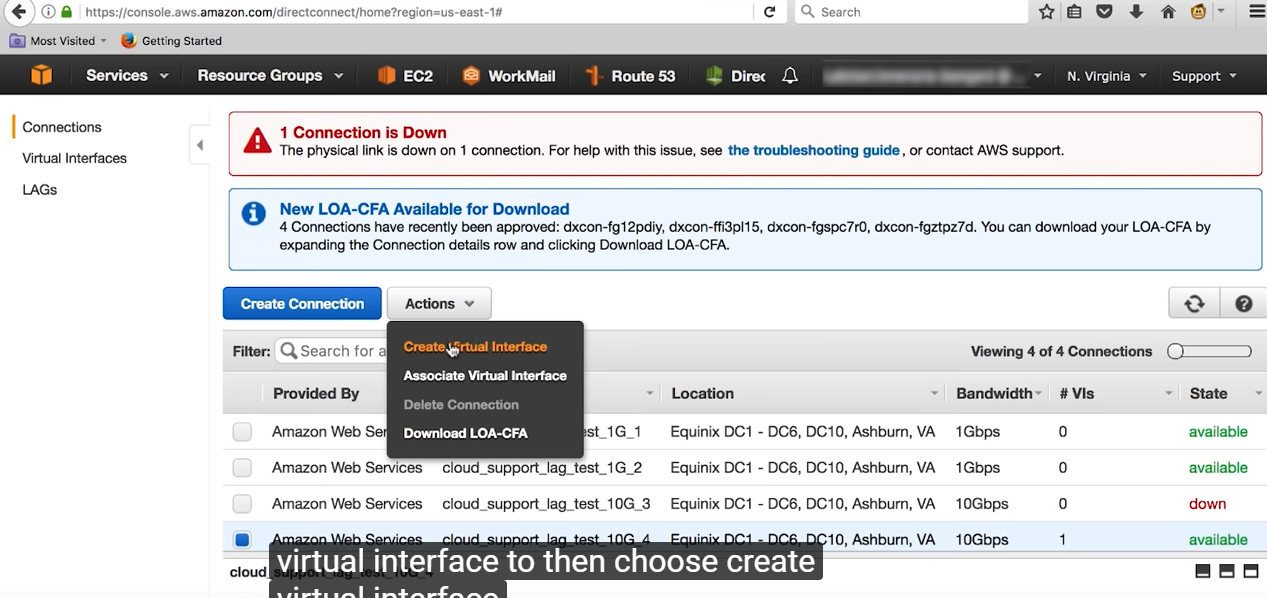 https://console.aws.amazon.com/directconnect/home?region=us-east-1#
Search
Most Visited
Getting Started
Services
Resource Groups
EC2
WorkMail
Route 53
Direc
N. Virginia
Support
Connections
Virtual Interfaces
LAGs
1 Connection is Down
The physical link is down on 1 connection. For help with this issue, see the troubleshooting guide, or contact AWS support.
New LOA-CFA Available for Download
4 Connections have recently been approved: dxcon-fg12pdiy, dxcon-ffi3pl15, dxcon-fgspc7r0, dxcon-fgztpz7d. You can download your LOA-CFA by
expanding the Connection details row and clicking Download LOA-CFA.
Create Connection
Actions
Create Virtual Interface
Associate Virtual Interface
Delete Connection
Download LOA-CFA
Filter:
Search for a
Viewing 4 of 4 Connections
Provided By Location Bandwidth # VIs State
Amazon Web Ser est_1G_1 Equinix DC1 - DC6, DC10, Ashburn, VA 1Gbps 0 available
Amazon Web Services cloud_support_lag_test_1G_2 Equinix DC1 - DC6, DC10, Ashburn, VA 1Gbps 0 available
Amazon Web Services cloud_support_lag_test_10G_3 Equinix DC1 - DC6, DC10, Ashburn, VA 10Gbps 0 down
Amazon Web Services cloud_support_lag_test_10G_4 Equinix DC1 - DC6, DC10, Ashburn, VA 10Gbps 1 available
cloud_support_lag_test_10G_4
virtual interface to then choose create
virtual interface